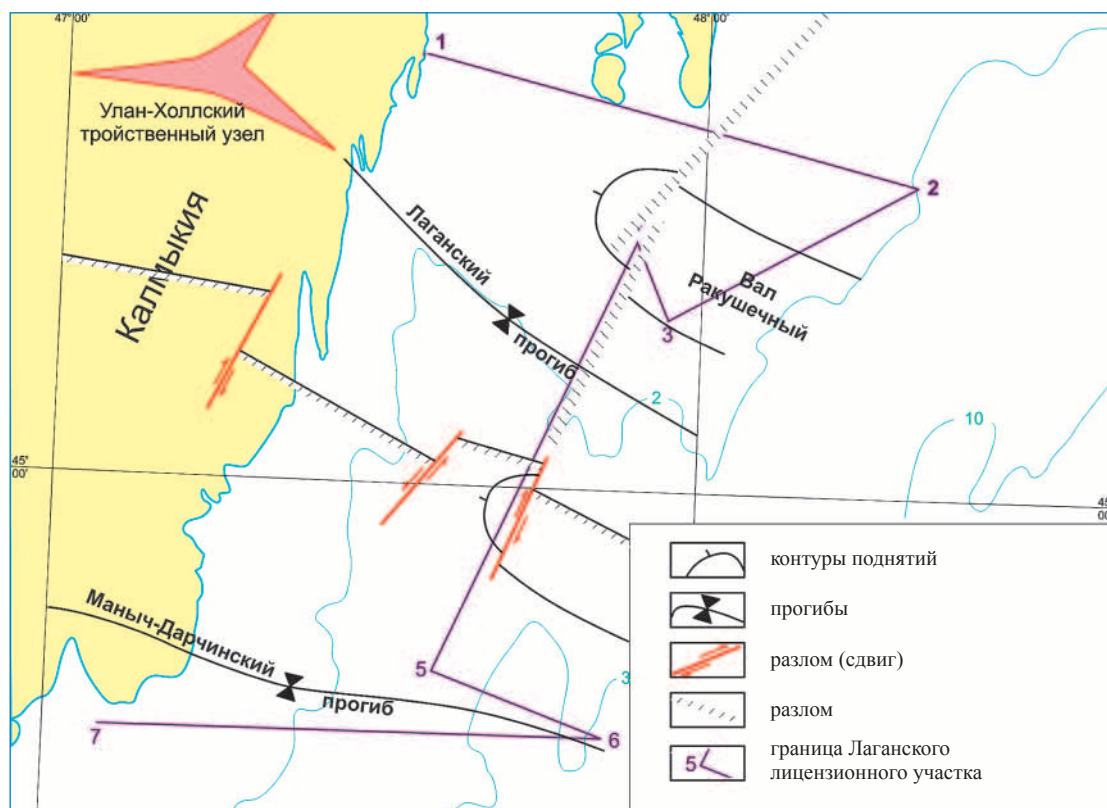 47°00'
48°00'
1
Улан-Холлский
тройственный узел
2
Калмыкия
Лаганский
прогиб
Вал
Ракушечный
3
2
10
45°
00'
45°
00'
Маныч-Дарчинский
прогиб
5
3
6
7
контуры поднятий
прогибы
разлом (сдвиг)
разлом
5
граница Лаганского
лицензионного участка